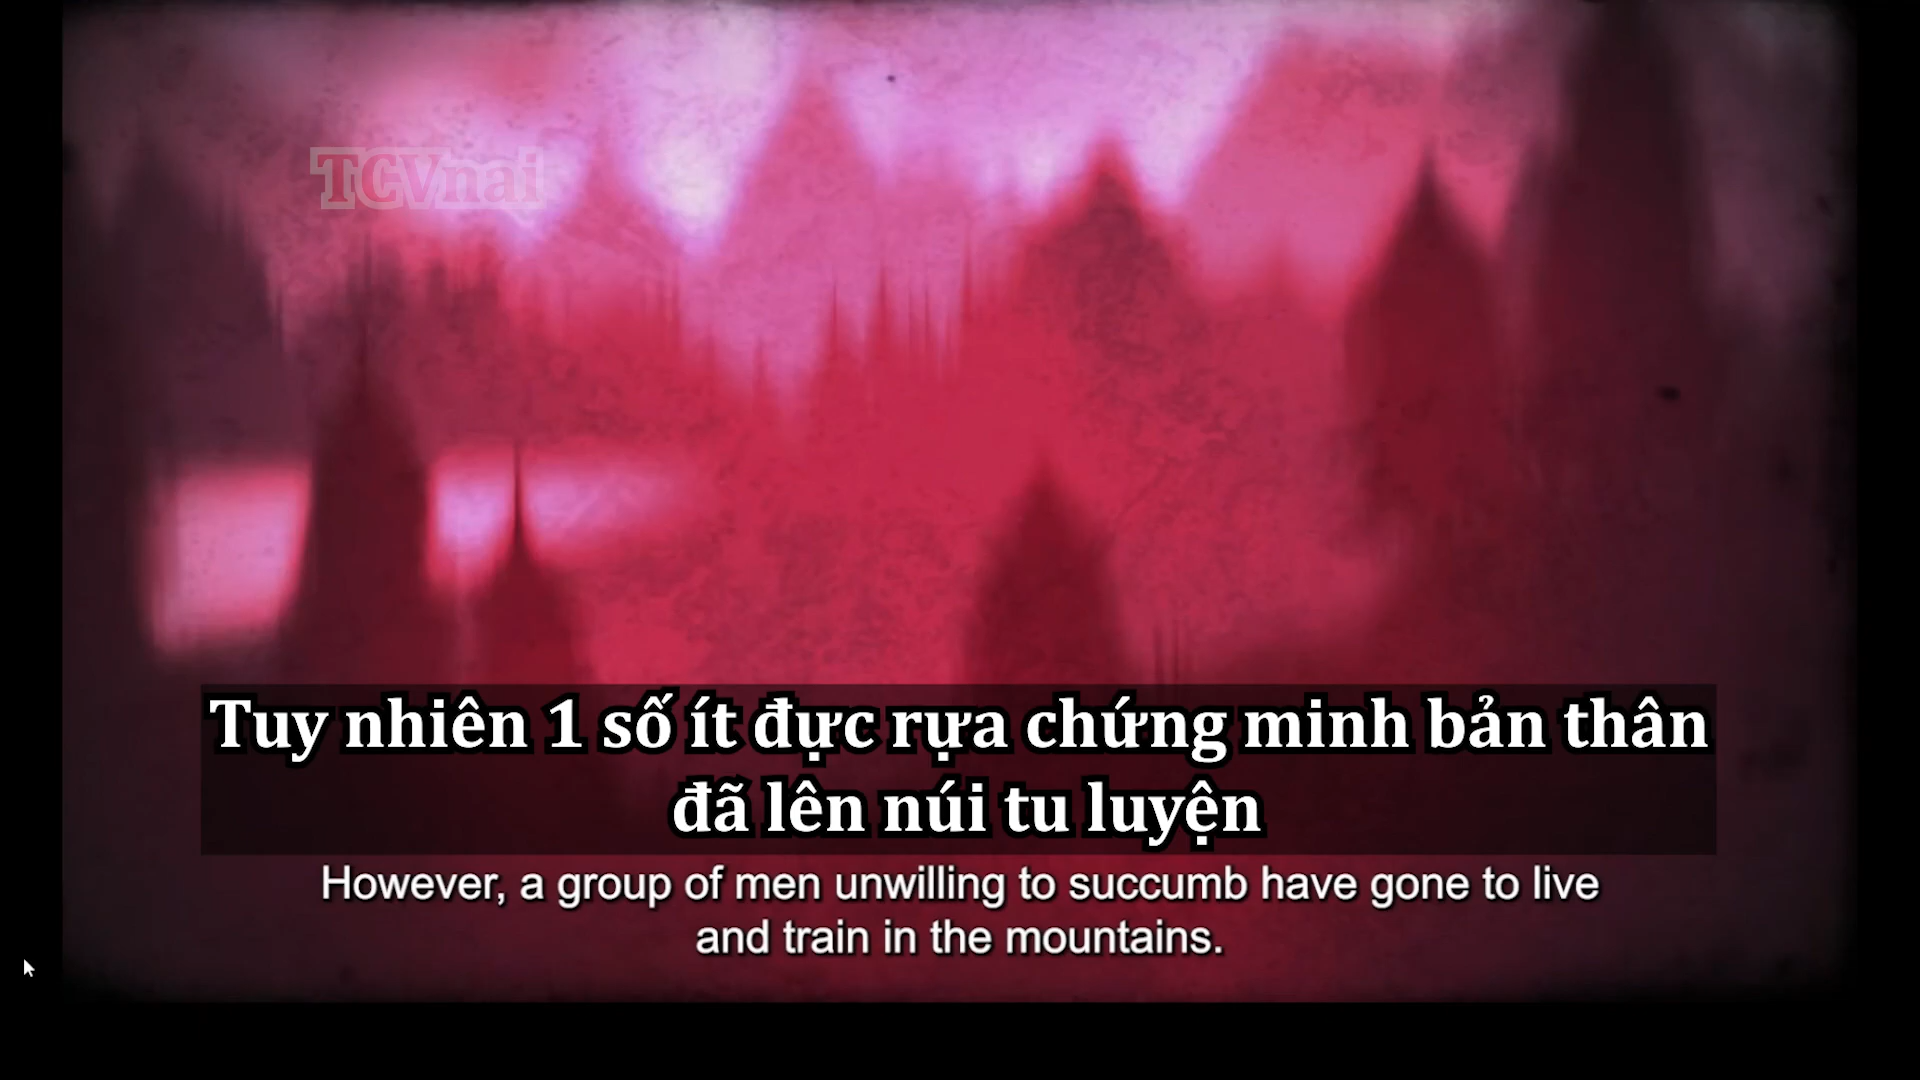 TCVnai
Tuy nhiên 1 số ít đực rựa chứng minh bản thân
đã lên núi tu luyện
However, a group of men unwilling to succumb have gone to live
and train in the mountains.